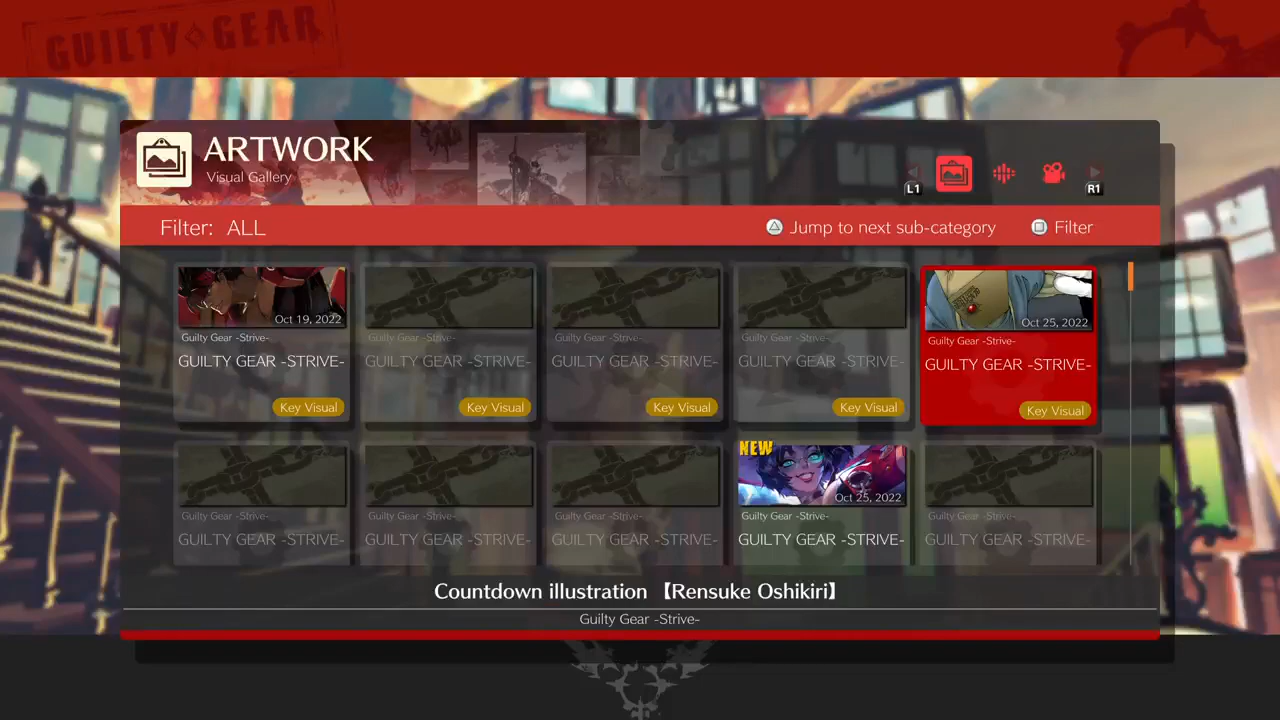 GUILTY GEAR
ARTWORK
Visual Gallery
L1
R1
Filter: ALL
Jump to next sub-category
Filter
Oct 19, 2022
Oct 25, 2022
Guilty Gear -Strive-
Guilty Gear -Strive-
Guilty Gear -Strive-
Guilty Gear -Strive-
Guilty Gear -Strive-
GUILTY GEAR -STRIVE-
GUILTY GEAR -STRIVE-
GUILTY GEAR -STRIVE-
GUILTY GEAR -STRIVE-
GUILTY GEAR -STRIVE-
Key Visual
Key Visual
Key Visual
Key Visual
Key Visual
NEW
Oct 25, 2022
Guilty Gear -Strive-
Guilty Gear -Strive-
Guilty Gear -Strive-
Guilty Gear -Strive-
Guilty Gear -Strive-
GUILTY GEAR -STRIVE-
GUILTY GEAR -STRIVE-
GUILTY GEAR -STRIVE-
GUILTY GEAR -STRIVE-
GUILTY GEAR -STRIVE-
Countdown illustration 【Rensuke Oshikiri】
Guilty Gear -Strive-